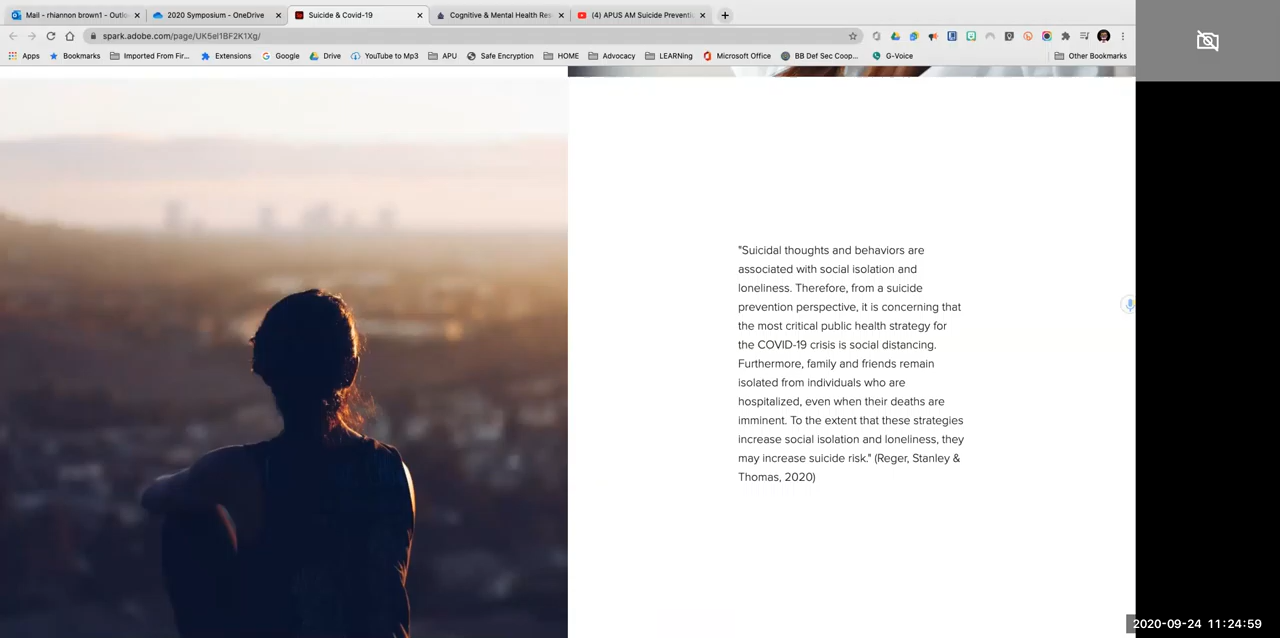 Mail - rhiannon brown1 - Outlo
2020 Symposium - OneDrive
Suicide & Covid-19
Cognitive & Mental Health Res
(4) APUS AM Suicide Preventi
spark.adobe.com/page/UK5el1BF2K1Xg/
Apps
Bookmarks
Imported From Fir...
Extensions
Google
Drive
YouTube to Mp3
APU
Safe Encryption
HOME
Advocacy
LEARNing
Microsoft Office
BB Def Sec Coop...
G-Voice
Other Bookmarks
"Suicidal thoughts and behaviors are
associated with social isolation and
loneliness. Therefore, from a suicide
prevention perspective, it is concerning that
the most critical public health strategy for
the COVID-19 crisis is social distancing.
Furthermore, family and friends remain
isolated from individuals who are
hospitalized, even when their deaths are
imminent. To the extent that these strategies
increase social isolation and loneliness, they
may increase suicide risk." (Reger, Stanley &
Thomas, 2020)
2020-09-24 11:24:59